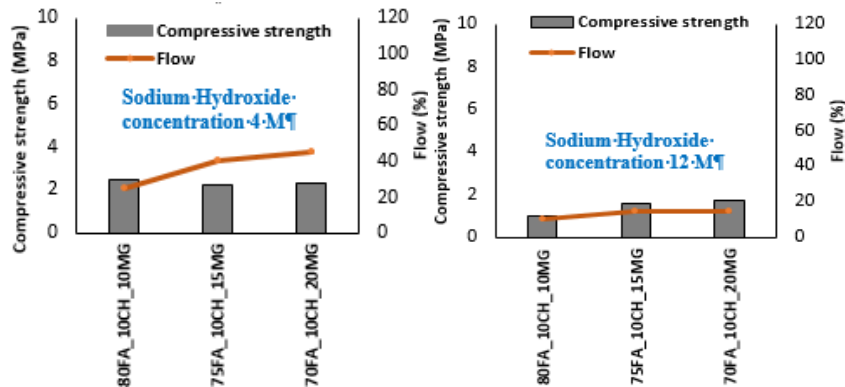 Compressive strength (MPa)
10
8
6
4
2
0
Compressive strength
Flow
Sodium·Hydroxide·
concentration·4·M¶
120
100
80
60
40
20
0
Flow (%)
80FA_10CH_10MG
75FA_10CH_15MG
70FA_10CH_20MG
Compressive strength (MPa)
10
8
6
4
2
0
Compressive strength
Flow
Sodium·Hydroxide·
concentration·12·M¶
120
100
80
60
40
20
0
Flow (%)
80FA_10CH_10MG
75FA_10CH_15MG
70FA_10CH_20MG